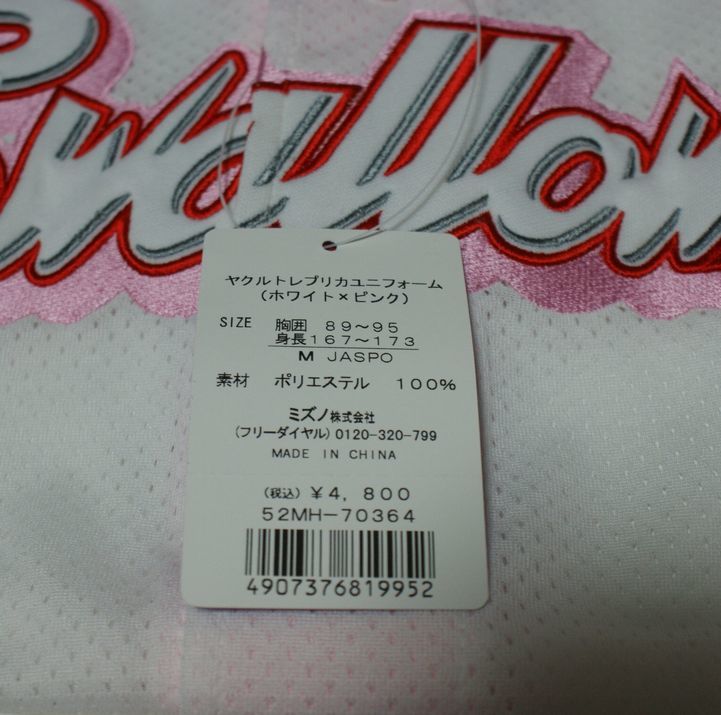 Swallow
ヤクルトレプリカユニフォーム
(ホワイト×ピンク)
SIZE 胸囲 89〜95
身長167〜173
M JASPO
素材 ポリエステル 100%
ミズノ株式会社
(フリーダイヤル) 0120-320-799
MADE IN CHINA
(税込) ¥4,800
52MH-70364
4907376819952